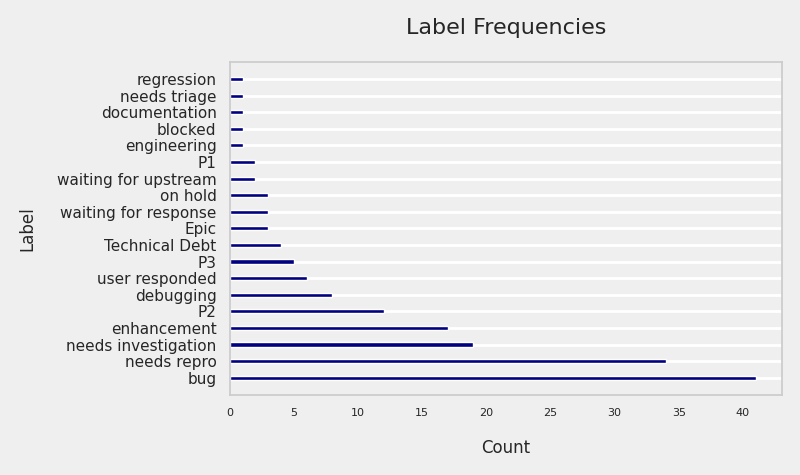 Label Frequencies
regression
needs triage
documentation
blocked
engineering
P1
waiting for upstream
on hold
waiting for response
Epic
Technical Debt
P3
user responded
debugging
P2
enhancement
needs investigation
needs repro
bug
Label
0 5 10 15 20 25 30 35 40
Count